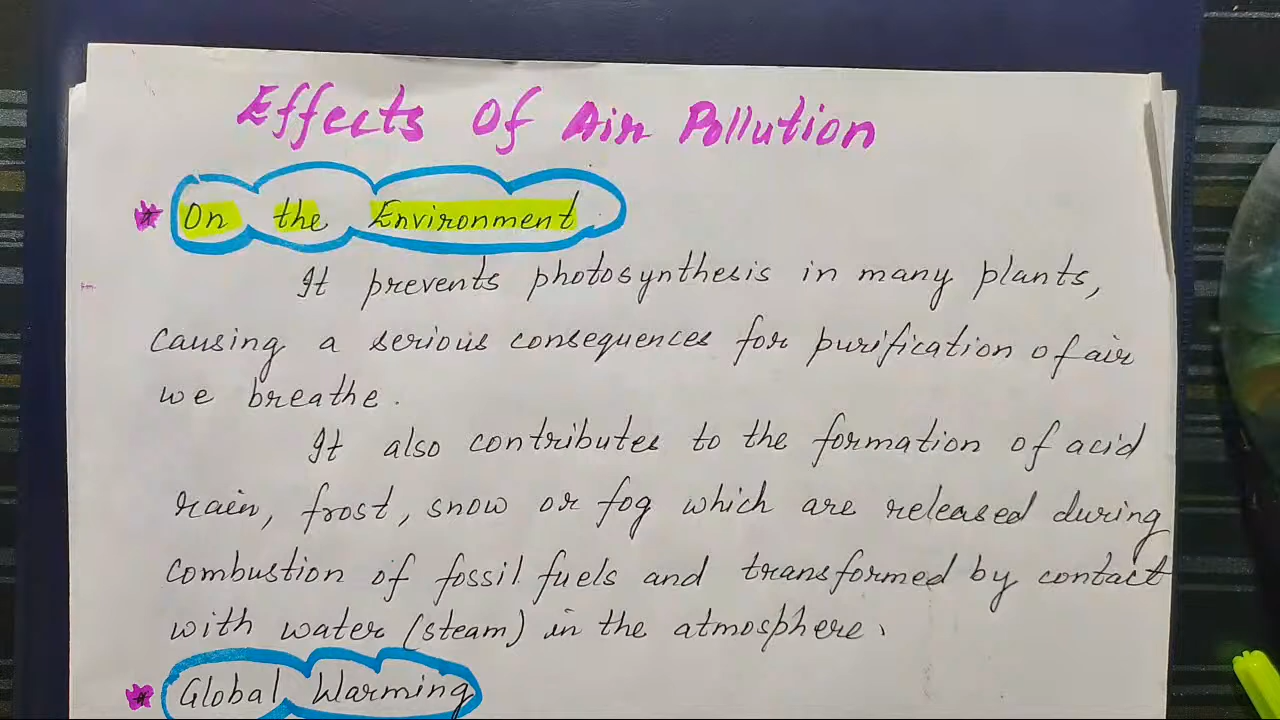 Effects Of Air Pollution
* On the Environment
It prevents photosynthesis in many plants,
causing a serious consequences for purification of air
we breathe.
It also contributes to the formation of acid
rain, frost, snow or fog which are released during
combustion of fossil fuels and transformed by contact
with water (steam) in the atmosphere.
* Global Warming